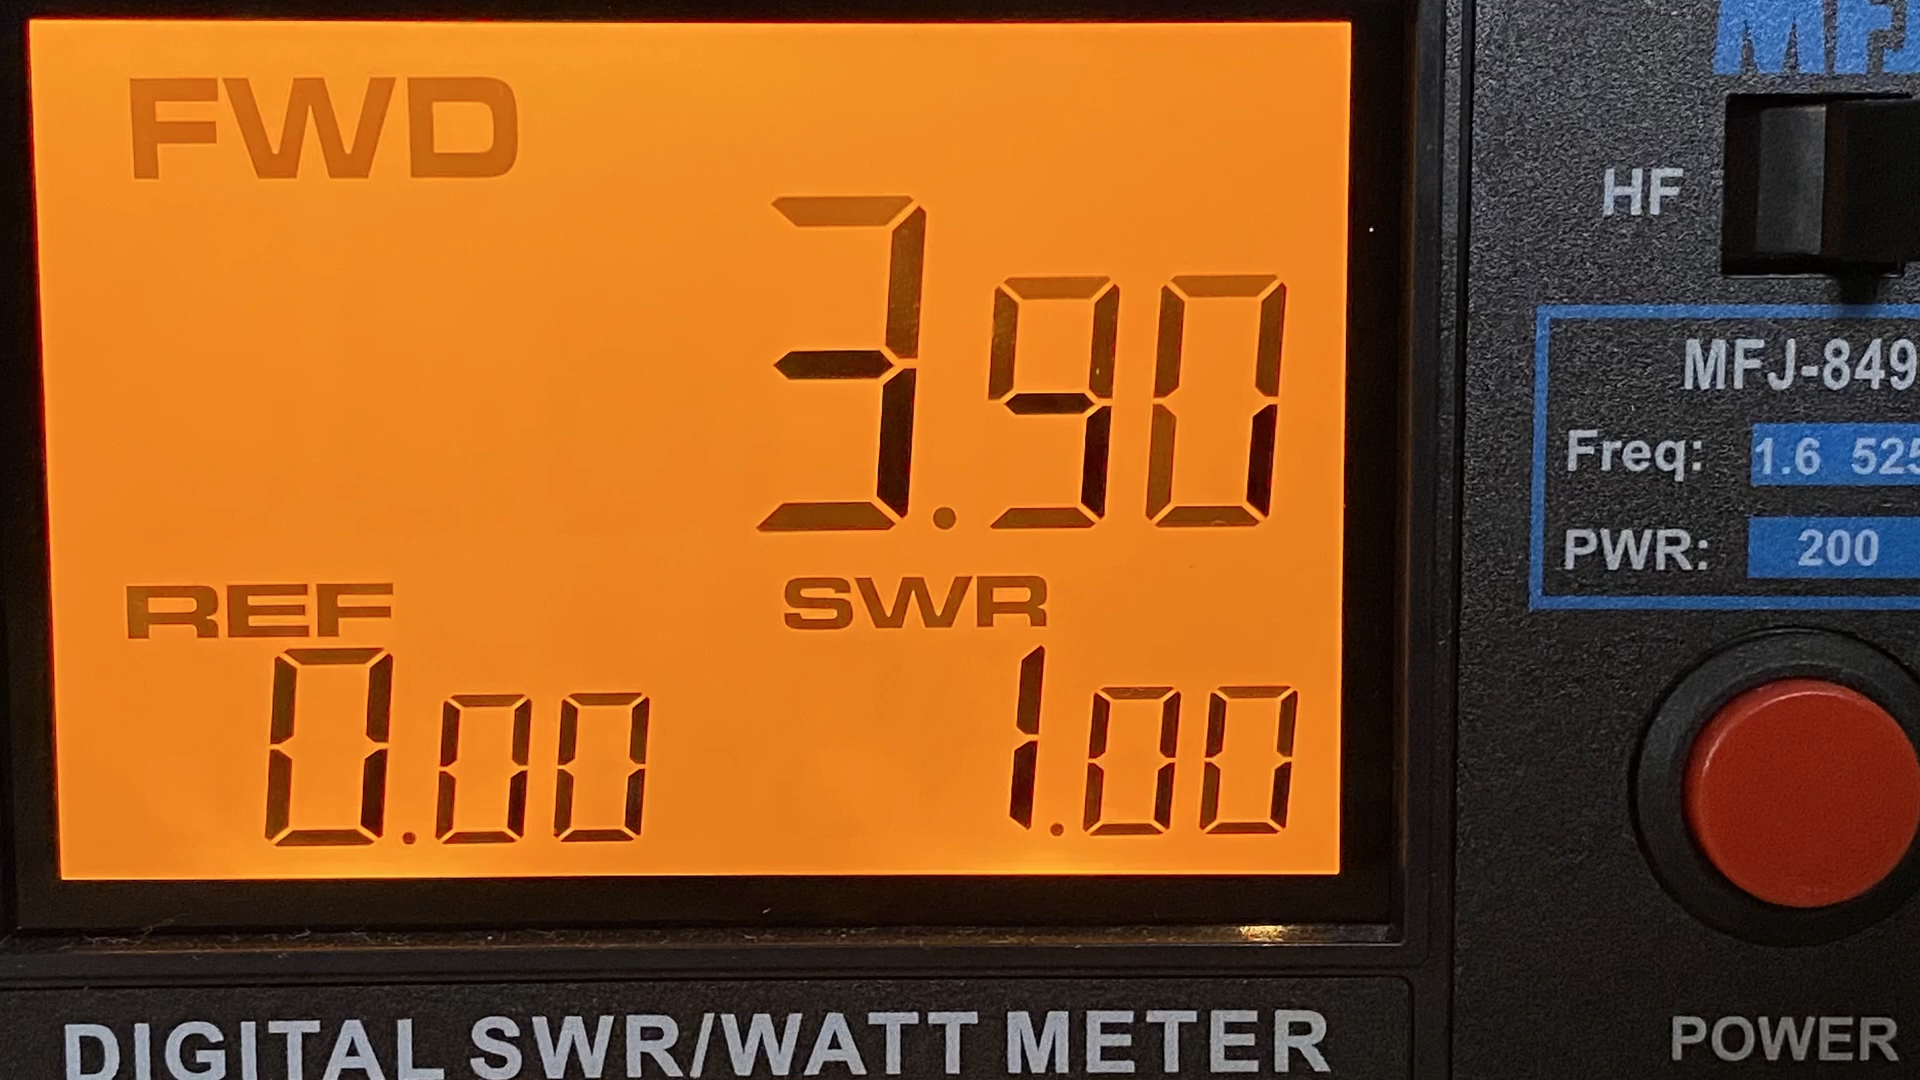 FWD
3.90
REF
0.00
SWR
1.00
DIGITAL SWR/WATT METER
MFJ
HF
MFJ-849
Freq: 1.6 525
PWR: 200
POWER